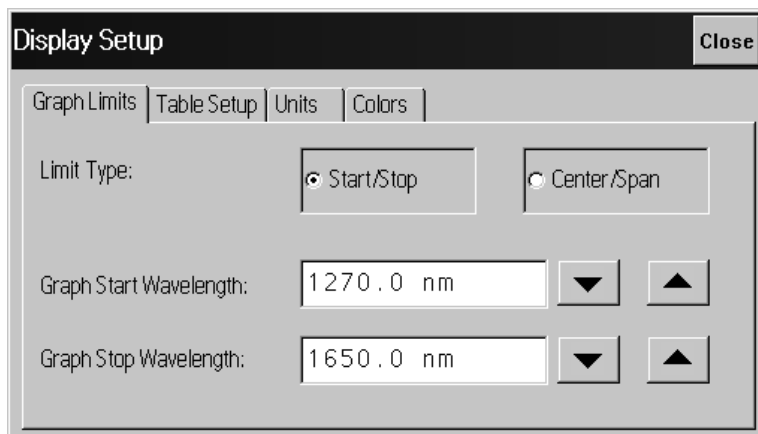 Display Setup Close
Graph Limits Table Setup Units Colors
Limit Type: Start/Stop Center/Span
Graph Start Wavelength: 1270.0 nm
Graph Stop Wavelength: 1650.0 nm